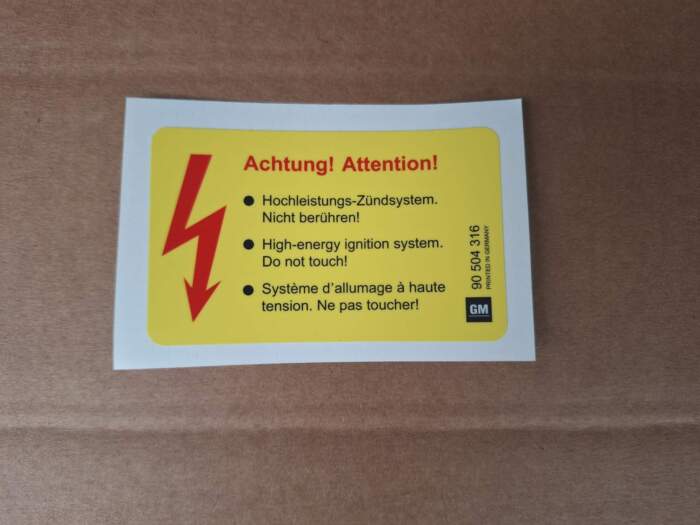 Achtung! Attention!
● Hochleistungs-Zündsystem.
Nicht berühren!
● High-energy ignition system.
Do not touch!
● Système d'allumage à haute
tension. Ne pas toucher!
90 504 316
PRINTED IN GERMANY
GM